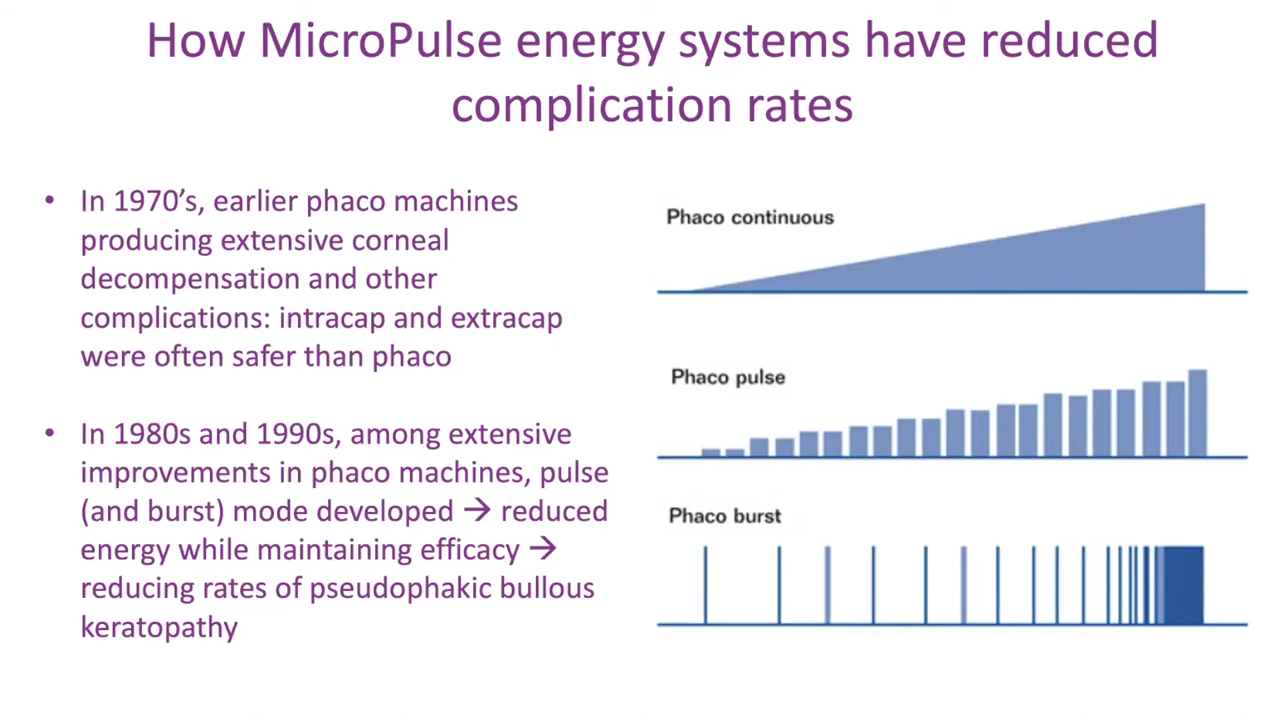 How MicroPulse energy systems have reduced
complication rates
• In 1970’s, earlier phaco machines
producing extensive corneal
decompensation and other
complications: intracap and extracap
were often safer than phaco
• In 1980s and 1990s, among extensive
improvements in phaco machines, pulse
(and burst) mode developed → reduced
energy while maintaining efficacy →
reducing rates of pseudophakic bullous
keratopathy
Phaco continuous
Phaco pulse
Phaco burst